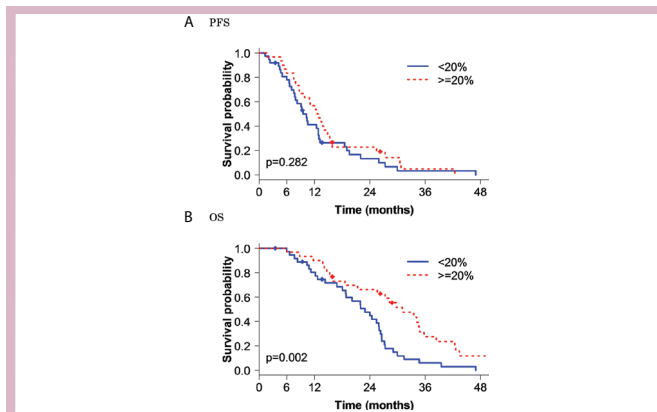 A PFS
1.0
0.8
0.6
0.4
0.2
0.0
Survival probability
<20%
>=20%
p=0.282
0 6 12 24 36 48
Time (months)
B OS
1.0
0.8
0.6
0.4
0.2
0.0
Survival probability
<20%
>=20%
p=0.002
0 6 12 24 36 48
Time (months)